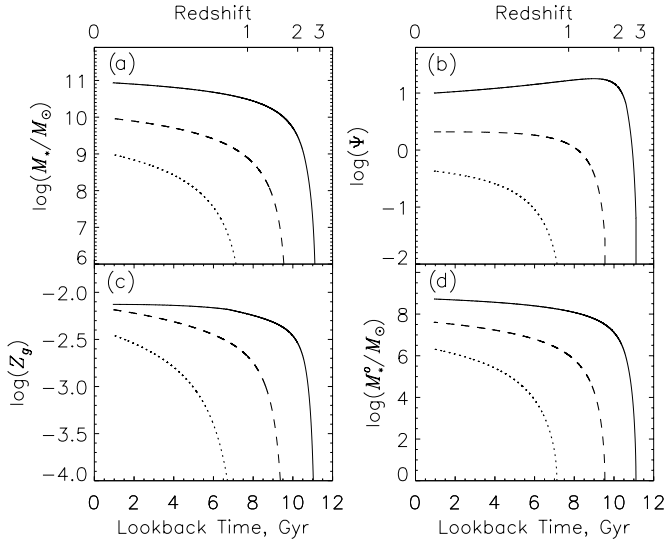 Redshift
Redshift
0 1 2 3
0 1 2 3
(a)
11
10
9
8
7
6
log(M*/M⊙)
(b)
1
0
−1
−2
log(Ψ)
(c)
−2.0
−2.5
−3.0
−3.5
−4.0
log(Z_g)
(d)
8
6
4
2
0
log(M*^o/M⊙)
0 2 4 6 8 10 12
2 4 6 8 10 12
Lookback Time, Gyr
Lookback Time, Gyr